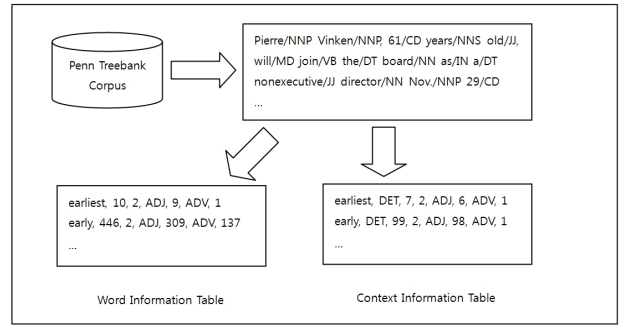 Penn Treebank
Corpus
Pierre/NNP Vinken/NNP, 61/CD years/NNS old/JJ,
will/MD join/VB the/DT board/NN as/IN a/DT
nonexecutive/JJ director/NN Nov./NNP 29/CD
...
earliest, 10, 2, ADJ, 9, ADV, 1
early, 446, 2, ADJ, 309, ADV, 137
...
earliest, DET, 7, 2, ADJ, 6, ADV, 1
early, DET, 99, 2, ADJ, 98, ADV, 1
...
Word Information Table
Context Information Table